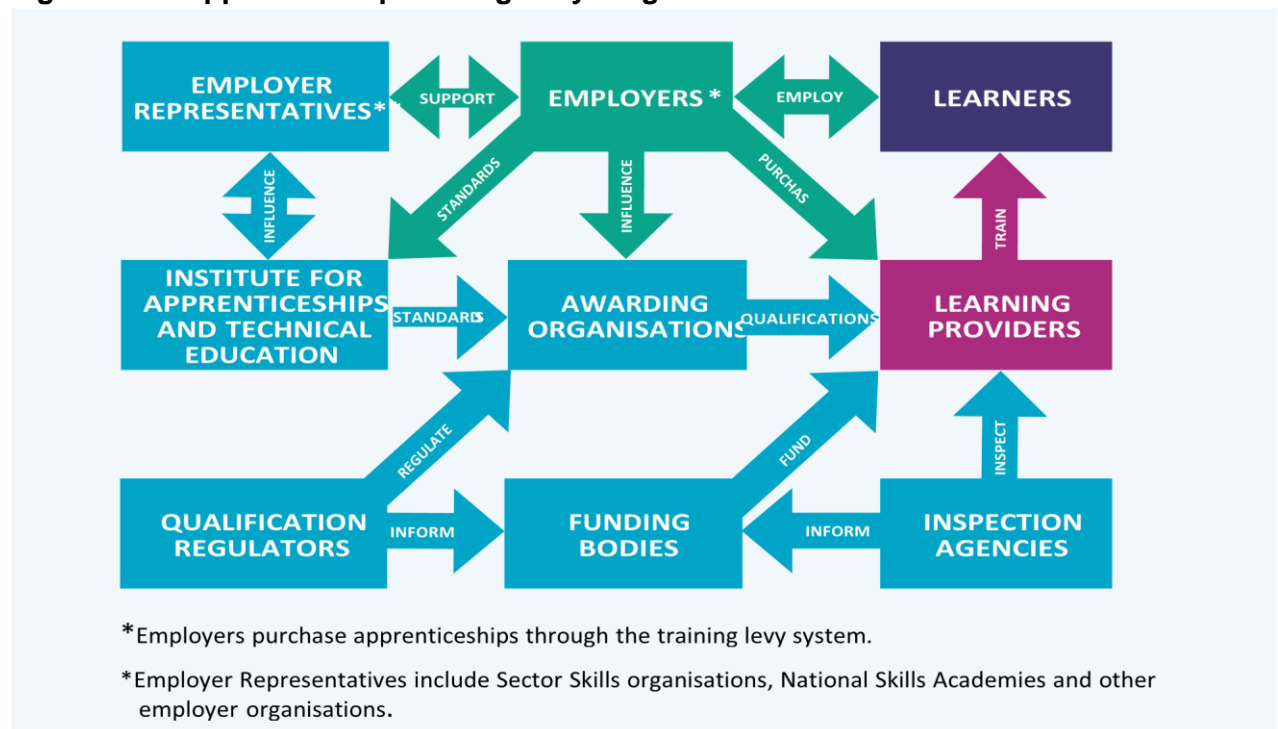 EMPLOYER
REPRESENTATIVES**
SUPPORT
EMPLOYERS *
EMPLOY
LEARNERS
INFLUENCE
STANDARDS
INFLUENCE
PURCHAS
TRAIN
INSTITUTE FOR
APPRENTICESHIPS
AND TECHNICAL
EDUCATION
STANDARDS
AWARDING
ORGANISATIONS
QUALIFICATIONS
LEARNING
PROVIDERS
REGULATE
FUND
INSPECT
QUALIFICATION
REGULATORS
INFORM
FUNDING
BODIES
INFORM
INSPECTION
AGENCIES
*Employers purchase apprenticeships through the training levy system.
*Employer Representatives include Sector Skills organisations, National Skills Academies and other
employer organisations.